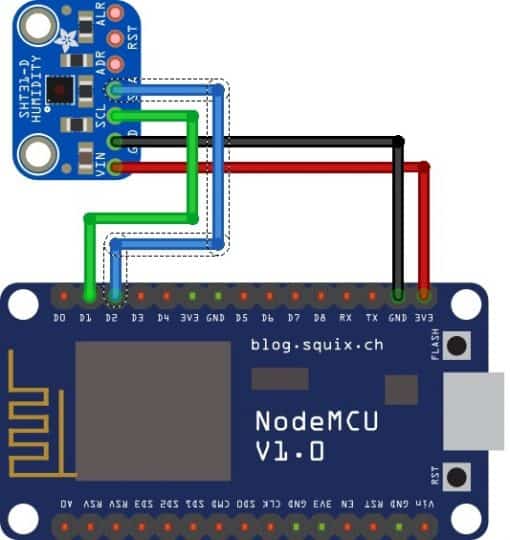 SHT31-D
HUMIDITY
ALR
RST
ADR
SDA
SCL
GND
VIN
D0 D1 D2 D3 D4 3V3 GND D5 D6 D7 D8 RX TX GND 3V3
blog.squix.ch
FLASH
NodeMCU
V1.0
RST
A0 RSV RSV SD3 SD2 SD1 CMD SD0 CLK GND 3V3 EN RST GND Vin